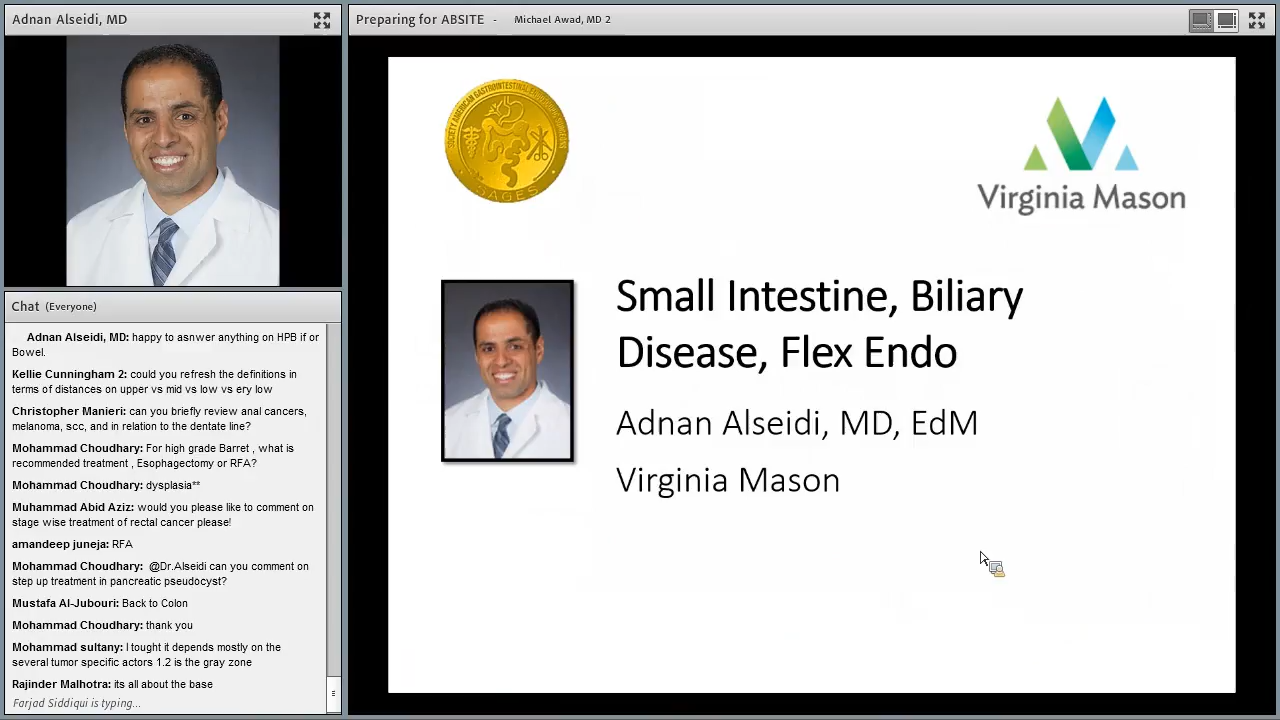 Adnan Alseidi, MD
Preparing for ABSITE - Michael Awad, MD 2
SOCIETY AMERICAN GASTROINTESTINAL ENDOSCOPIC SURGEONS
SAGES
Virginia Mason
Small Intestine, Biliary
Disease, Flex Endo
Adnan Alseidi, MD, EdM
Virginia Mason
Chat (Everyone)
Adnan Alseidi, MD: happy to asnwer anything on HPB if or
Bowel.
Kellie Cunningham 2: could you refresh the definitions in
terms of distances on upper vs mid vs low vs ery low
Christopher Manieri: can you briefly review anal cancers,
melanoma, scc, and in relation to the dentate line?
Mohammad Choudhary: For high grade Barret , what is
recommended treatment , Esophagectomy or RFA?
Mohammad Choudhary: dysplasia**
Muhammad Abid Aziz: would you please like to comment on
stage wise treatment of rectal cancer please!
amandeep juneja: RFA
Mohammad Choudhary: @Dr.Alseidi can you comment on
step up treatment in pancreatic pseudocyst?
Mustafa Al-Jubouri: Back to Colon
Mohammad Choudhary: thank you
Mohammad sultany: I tought it depends mostly on the
several tumor specific actors 1.2 is the gray zone
Rajinder Malhotra: its all about the base
Farjad Siddiqui is typing...